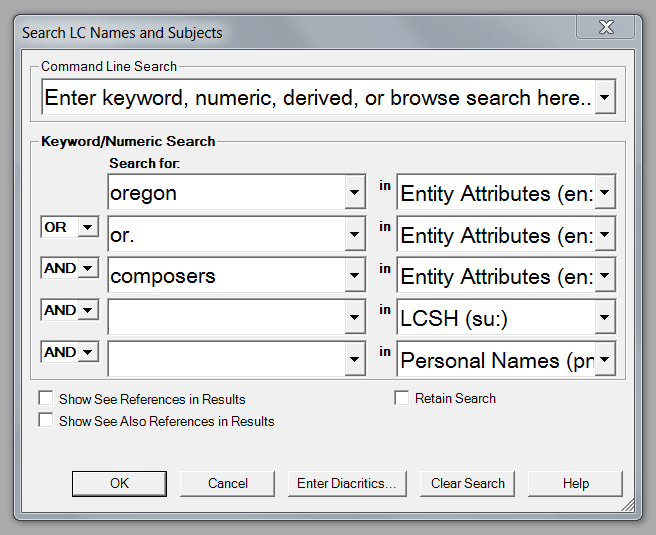 Search LC Names and Subjects
Command Line Search
Enter keyword, numeric, derived, or browse search here..
Keyword/Numeric Search
Search for:
oregon in Entity Attributes (en:
OR or. in Entity Attributes (en:
AND composers in Entity Attributes (en:
AND in LCSH (su:)
AND in Personal Names (pn
Show See References in Results Retain Search
Show See Also References in Results
OK Cancel Enter Diacritics... Clear Search Help